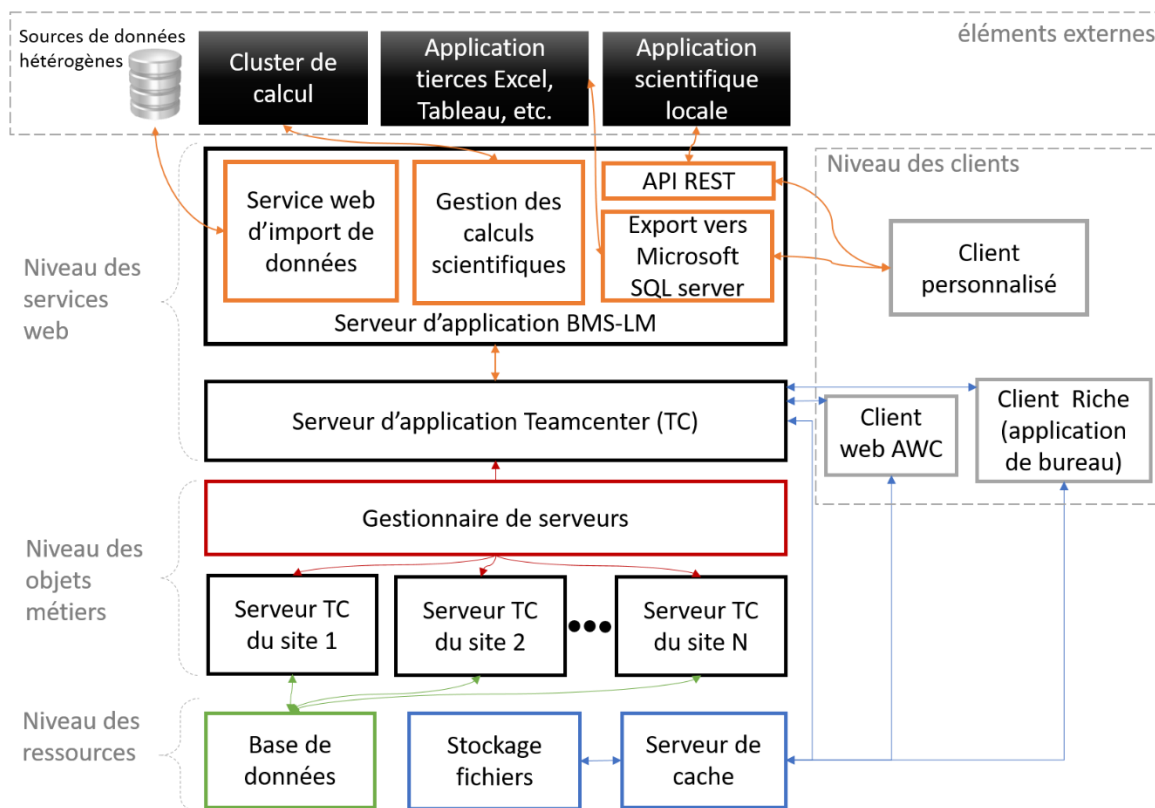 éléments externes
Sources de données
hétérogènes
Cluster de
calcul
Application
tierces Excel,
Tableau, etc.
Application
scientifique
locale
Niveau des
services
web
Service web
d'import de
données
Gestion des
calculs
scientifiques
API REST
Export vers
Microsoft
SQL server
Serveur d'application BMS-LM
Niveau des clients
Client
personnalisé
Serveur d'application Teamcenter (TC)
Client
web AWC
Client Riche
(application
de bureau)
Niveau des
objets
métiers
Gestionnaire de serveurs
Serveur TC
du site 1
Serveur TC
du site 2
Serveur TC
du site N
Niveau des
ressources
Base de
données
Stockage
fichiers
Serveur de
cache